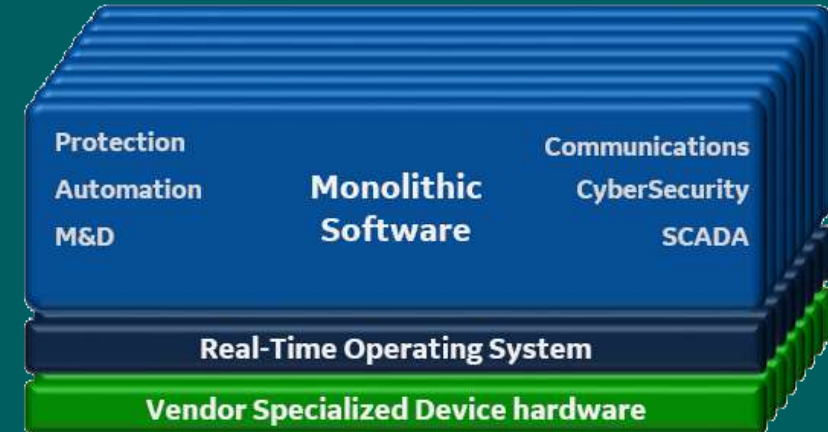 Protection
Automation
M&D
Monolithic
Software
Communications
CyberSecurity
SCADA
Real-Time Operating System
Vendor Specialized Device hardware